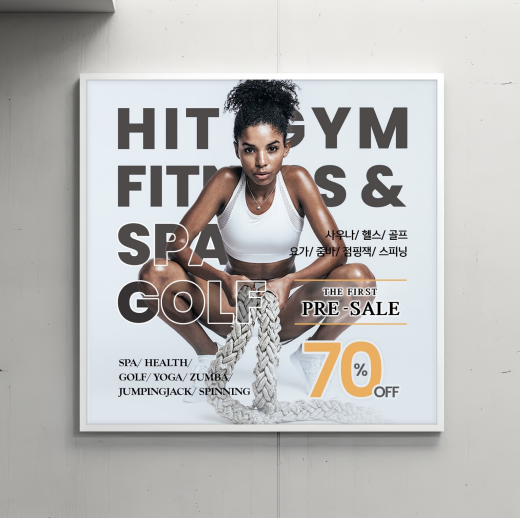 HIT GYM
FITNESS &
SPA
GOLF
사우나/ 헬스/ 골프
요가/ 줌바/ 점핑잭/ 스피닝
THE FIRST
PRE-SALE
70% OFF
SPA/ HEALTH/
GOLF/ YOGA/ ZUMBA/
JUMPINGJACK/ SPINNING